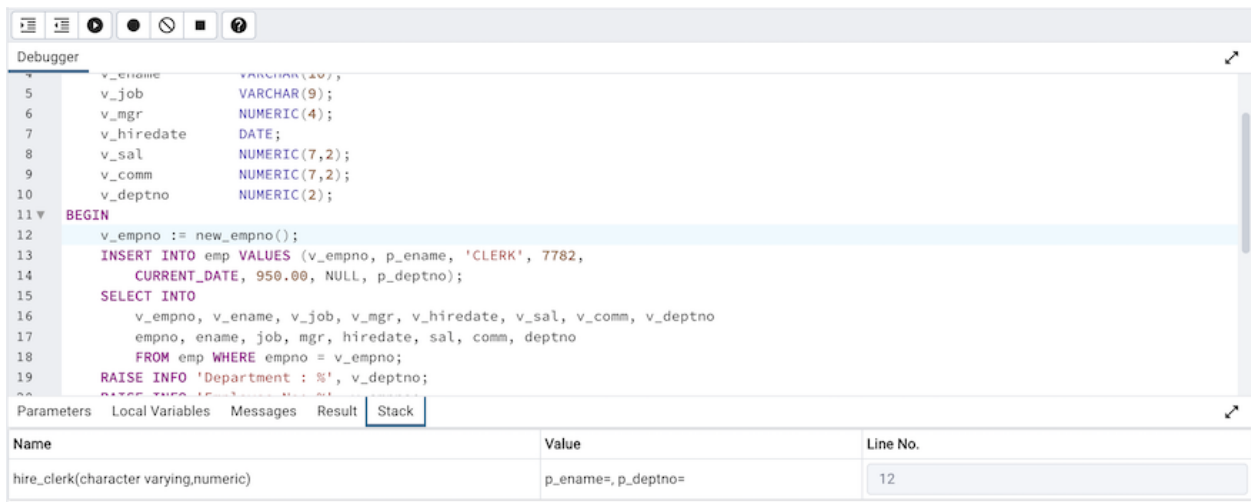 Debugger
4 v_ename VARCHAR(10);
5 v_job VARCHAR(9);
6 v_mgr NUMERIC(4);
7 v_hiredate DATE;
8 v_sal NUMERIC(7,2);
9 v_comm NUMERIC(7,2);
10 v_deptno NUMERIC(2);
11 BEGIN
12 v_empno := new_empno();
13 INSERT INTO emp VALUES (v_empno, p_ename, 'CLERK', 7782,
14 CURRENT_DATE, 950.00, NULL, p_deptno);
15 SELECT INTO
16 v_empno, v_ename, v_job, v_mgr, v_hiredate, v_sal, v_comm, v_deptno
17 empno, ename, job, mgr, hiredate, sal, comm, deptno
18 FROM emp WHERE empno = v_empno;
19 RAISE INFO 'Department : %', v_deptno;
Parameters Local Variables Messages Result Stack
Name Value Line No.
hire_clerk(character varying,numeric) p_ename=, p_deptno= 12